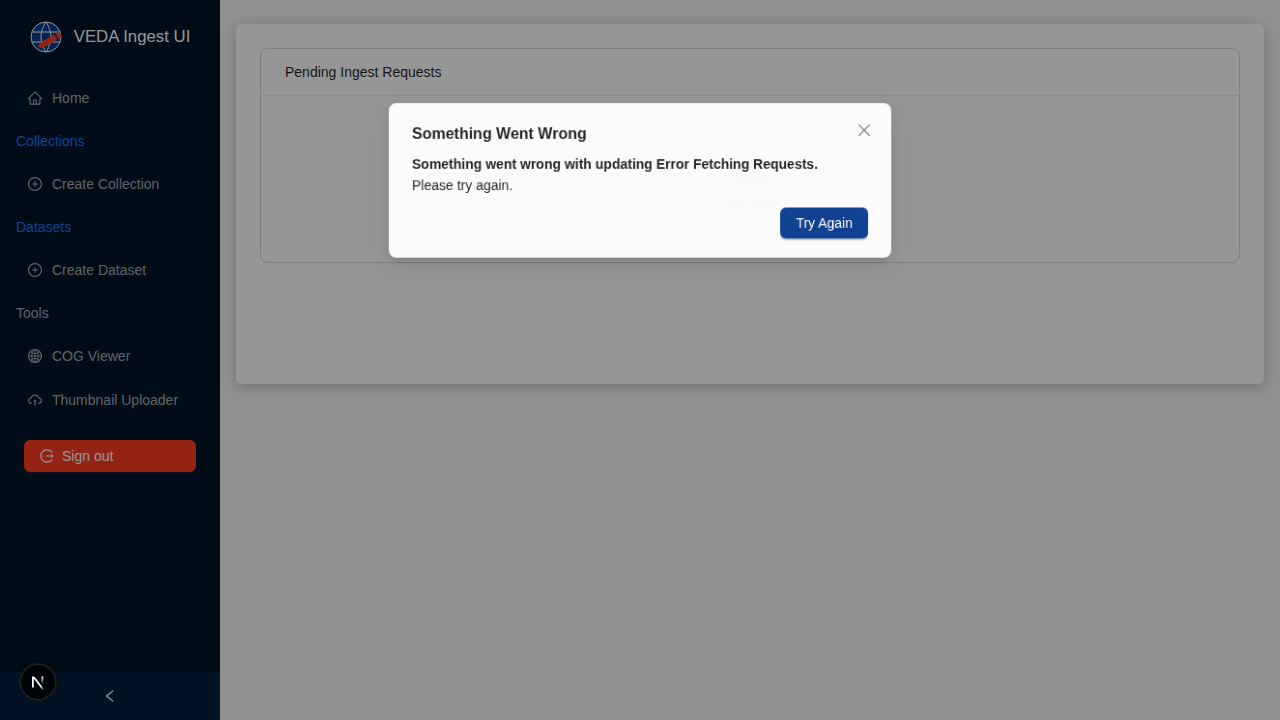 VEDA Ingest UI
Home
Collections
Create Collection
Datasets
Create Dataset
Tools
COG Viewer
Thumbnail Uploader
Sign out
Pending Ingest Requests
Something Went Wrong
Something went wrong with updating Error Fetching Requests.
Please try again.
Try Again
N